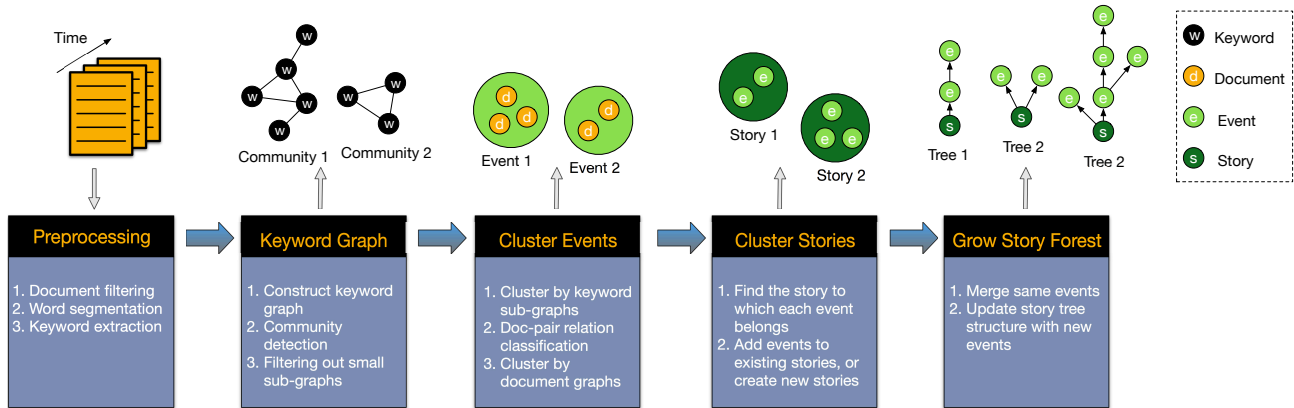 Time
w
w
w
w
w
Community 1
w
w
w
Community 2
d
d
d
Event 1
d
d
Event 2
e
e
Story 1
e
e
e
Story 2
e
e
s
Tree 1
e
e
s
Tree 2
e
e
e
e
e
s
Tree 2
w Keyword
d Document
e Event
s Story
Preprocessing
1. Document filtering
2. Word segmentation
3. Keyword extraction
Keyword Graph
1. Construct keyword
graph
2. Community
detection
3. Filtering out small
sub-graphs
Cluster Events
1. Cluster by keyword
sub-graphs
2. Doc-pair relation
classification
3. Cluster by
document graphs
Cluster Stories
1. Find the story to
which each event
belongs
2. Add events to
existing stories, or
create new stories
Grow Story Forest
1. Merge same events
2. Update story tree
structure with new
events